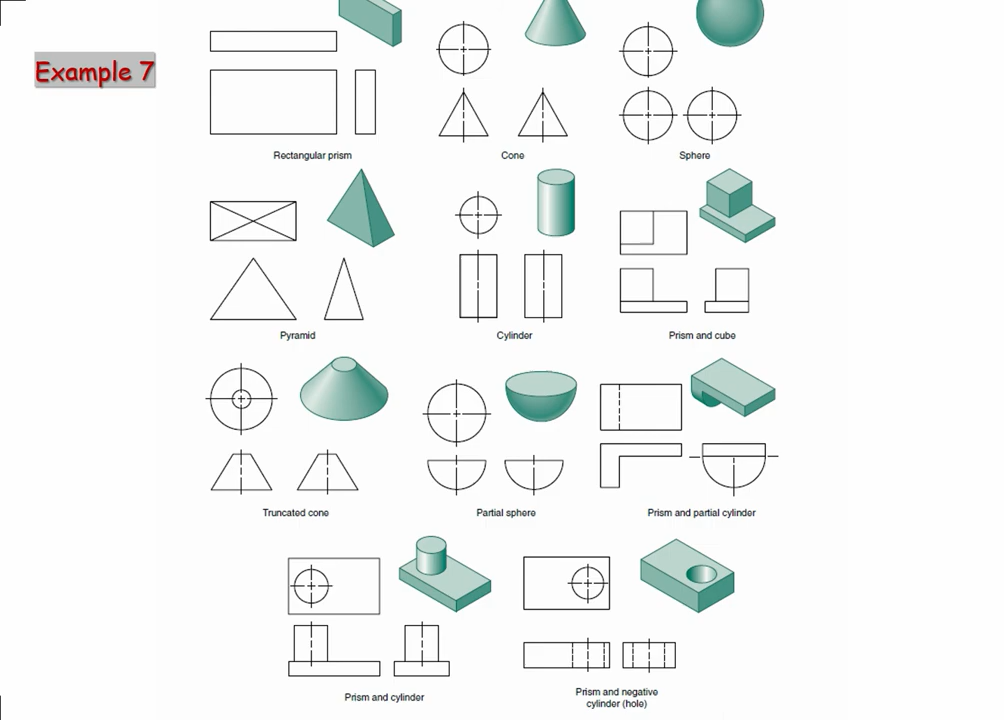 Example 7
Rectangular prism
Cone
Sphere
Pyramid
Cylinder
Prism and cube
Truncated cone
Partial sphere
Prism and partial cylinder
Prism and cylinder
Prism and negative
cylinder (hole)